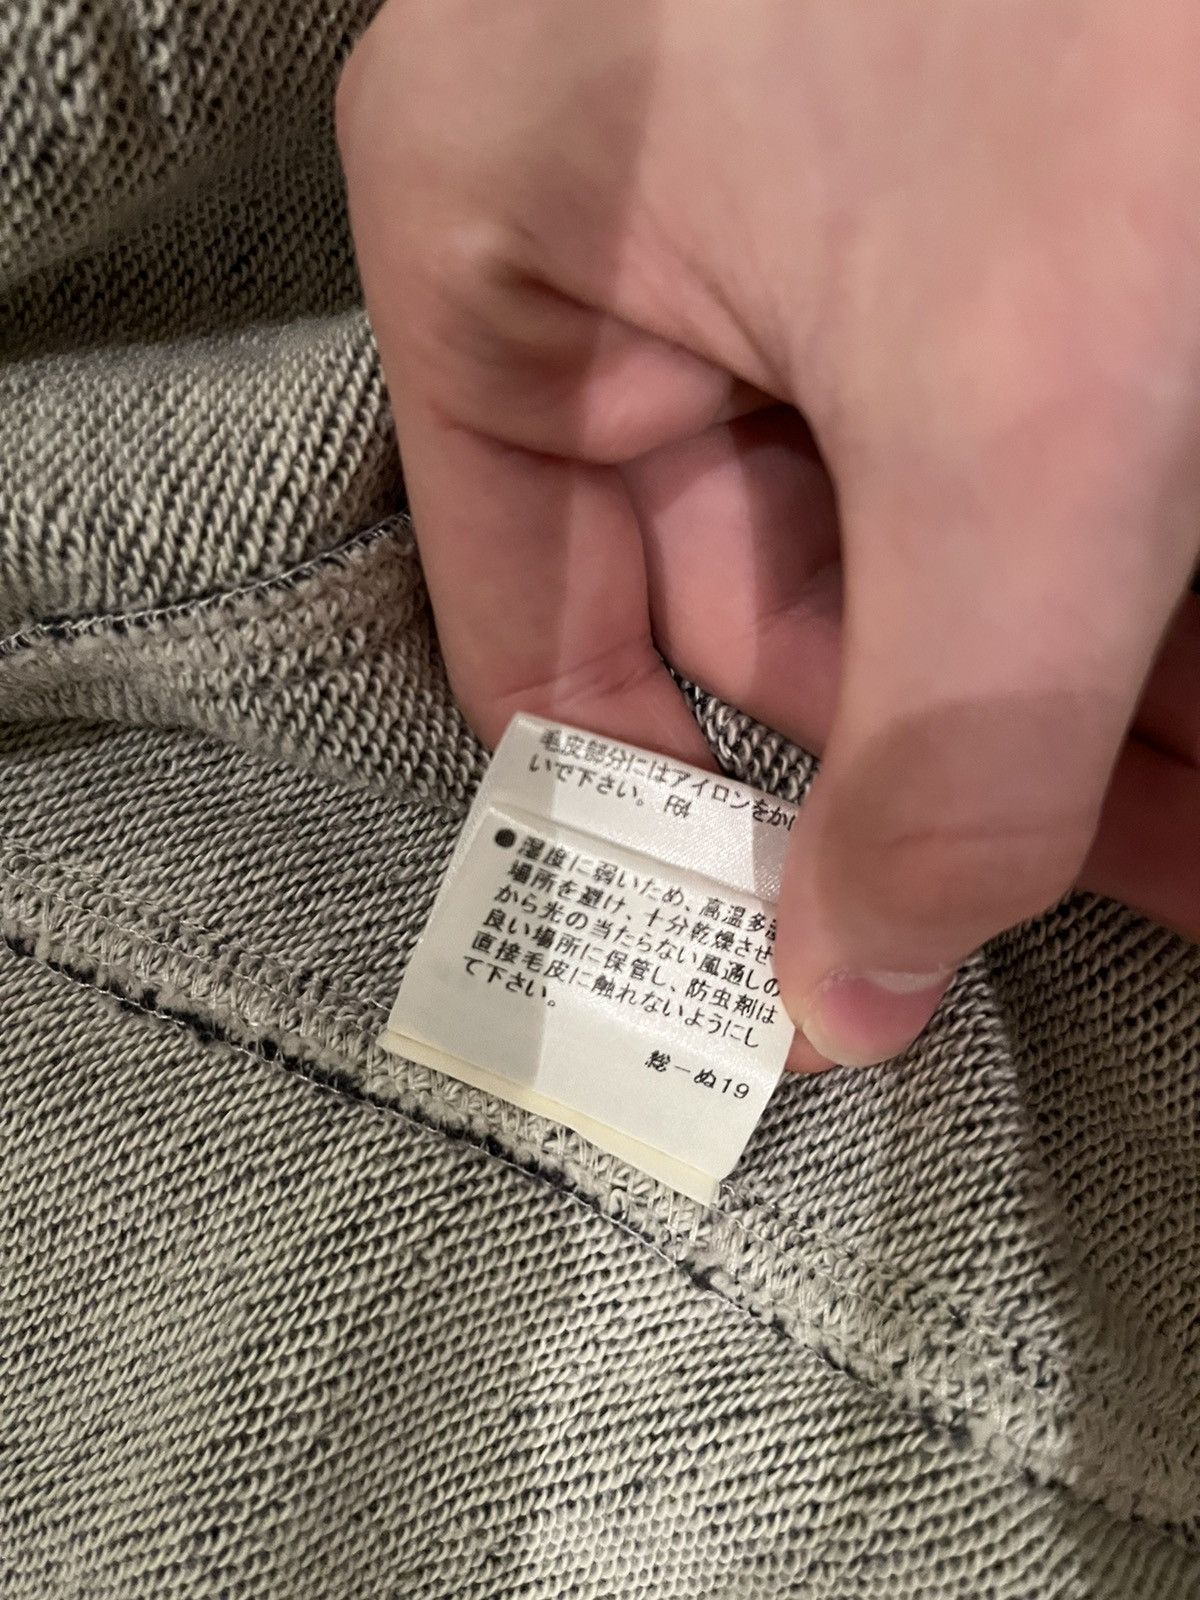 毛皮部分にはアイロンをか
いで下さい。
●湿度に弱いため、高温多湿
場所を避け、十分乾燥させ
から光の当たらない風通しの
良い場所に保管し、防虫剤は
直接毛皮に触れないようにし
て下さい。
総－ぬ19